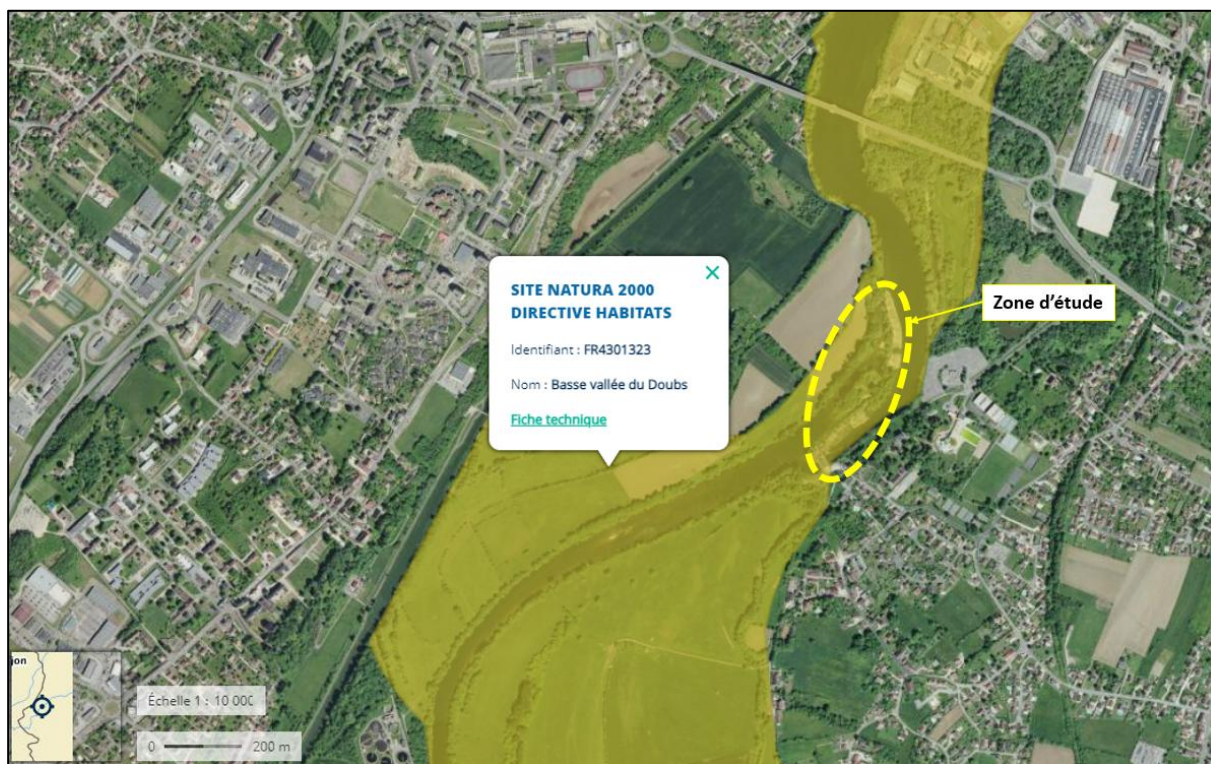 SITE NATURA 2000
DIRECTIVE HABITATS
Identifiant : FR4301323
Nom : Basse vallée du Doubs
Fiche technique
Zone d'étude
jon
Échelle 1 : 10 000
0 200 m